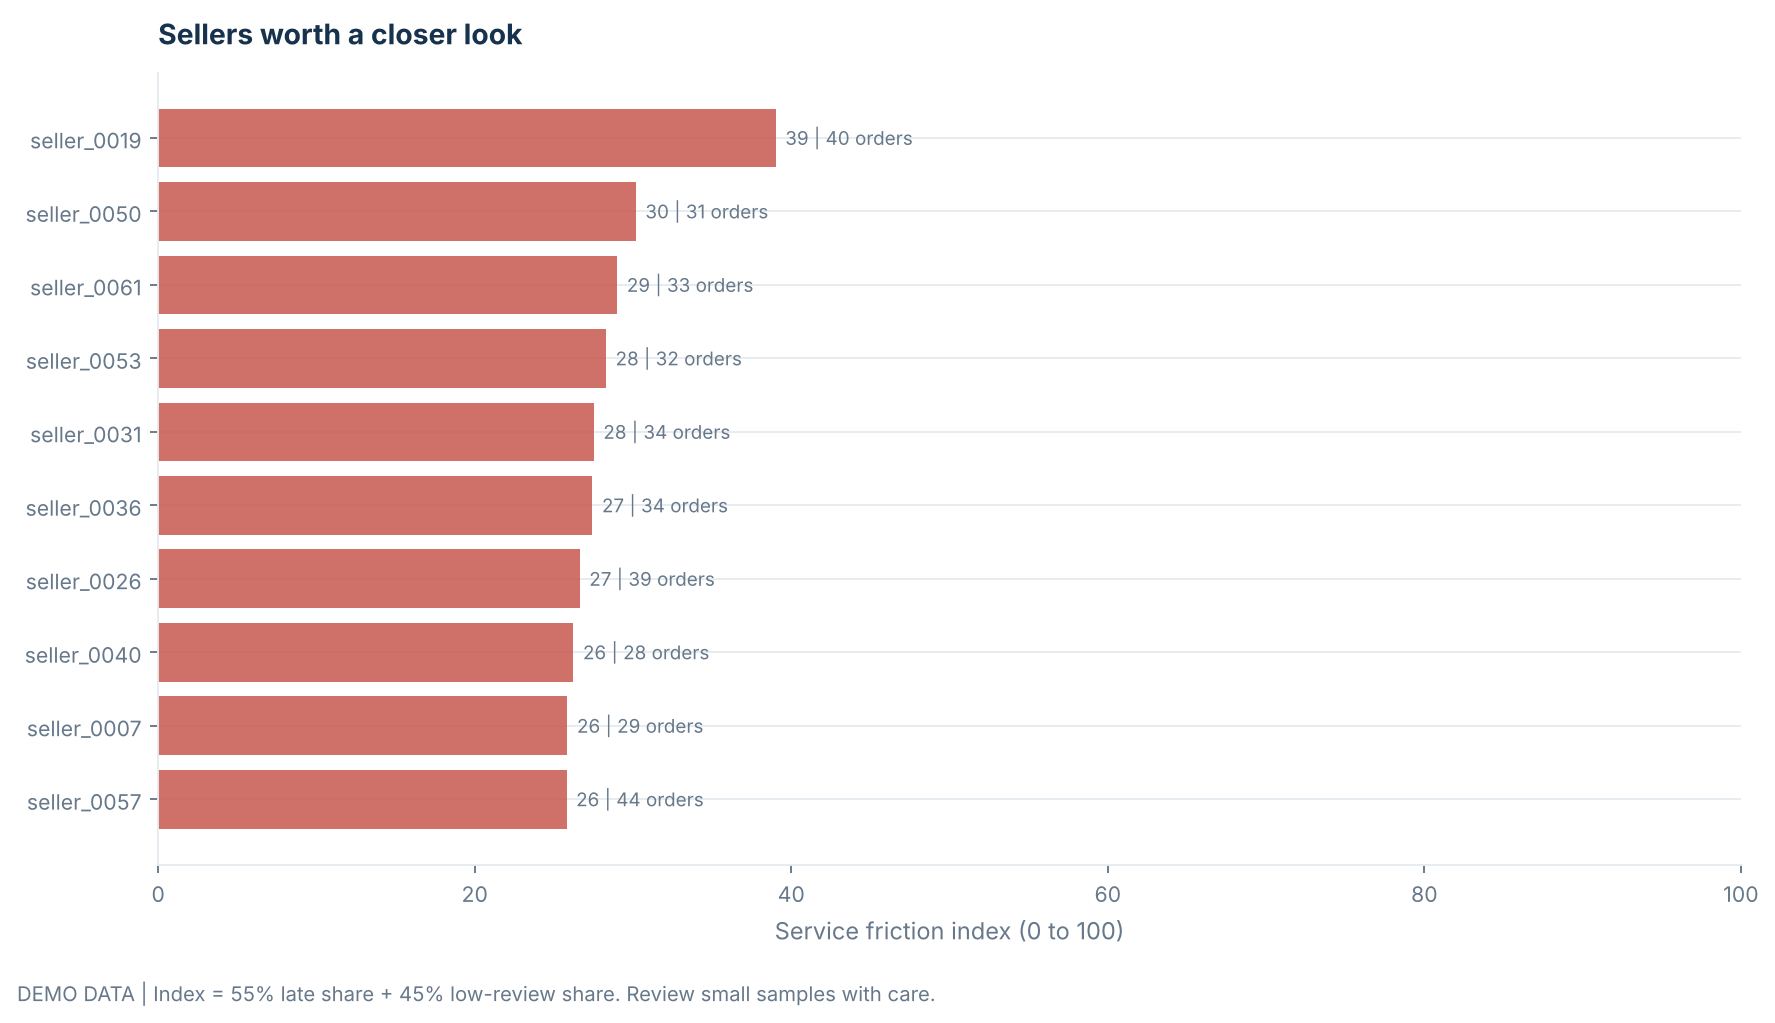 Sellers worth a closer look
seller_0019 39 | 40 orders
seller_0050 30 | 31 orders
seller_0061 29 | 33 orders
seller_0053 28 | 32 orders
seller_0031 28 | 34 orders
seller_0036 27 | 34 orders
seller_0026 27 | 39 orders
seller_0040 26 | 28 orders
seller_0007 26 | 29 orders
seller_0057 26 | 44 orders
0 20 40 60 80 100
Service friction index (0 to 100)
DEMO DATA | Index = 55% late share + 45% low-review share. Review small samples with care.